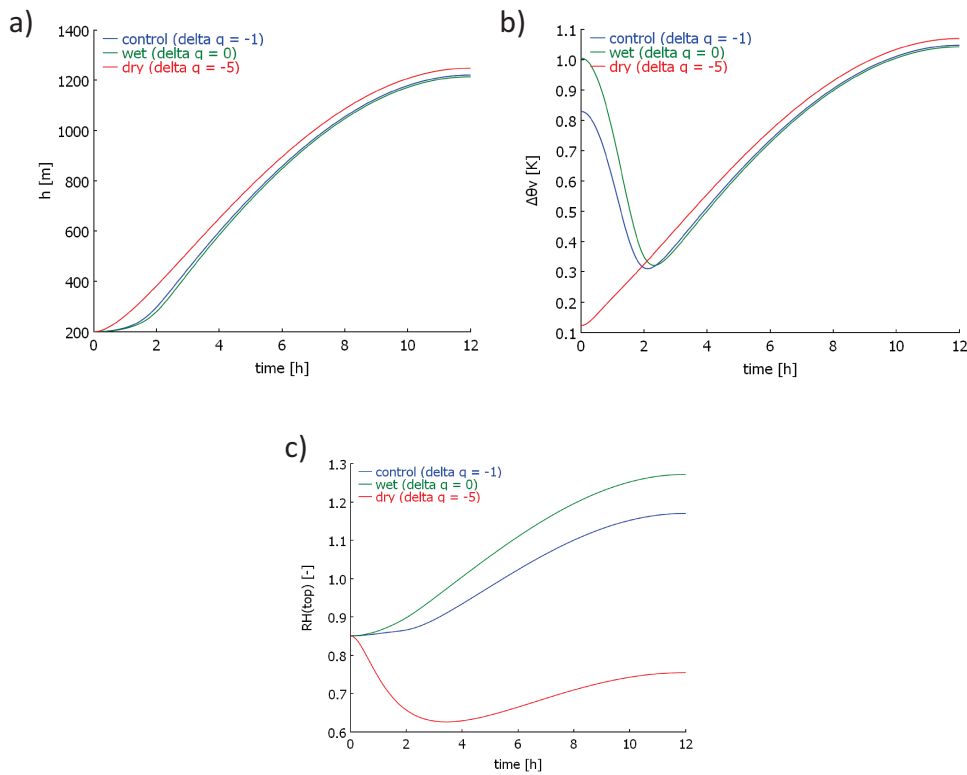 a)
1400
1200
1000
800
600
400
200
h [m]
control (delta q = -1)
wet (delta q = 0)
dry (delta q = -5)
0 2 4 6 8 10 12
time [h]
b)
1.1
1.0
0.9
0.8
0.7
0.6
0.5
0.4
0.3
0.2
0.1
Δθv [K]
control (delta q = -1)
wet (delta q = 0)
dry (delta q = -5)
0 2 4 6 8 10 12
time [h]
c)
1.3
1.2
1.1
1.0
0.9
0.8
0.7
0.6
RH(top) [-]
control (delta q = -1)
wet (delta q = 0)
dry (delta q = -5)
0 2 4 6 8 10 12
time [h]